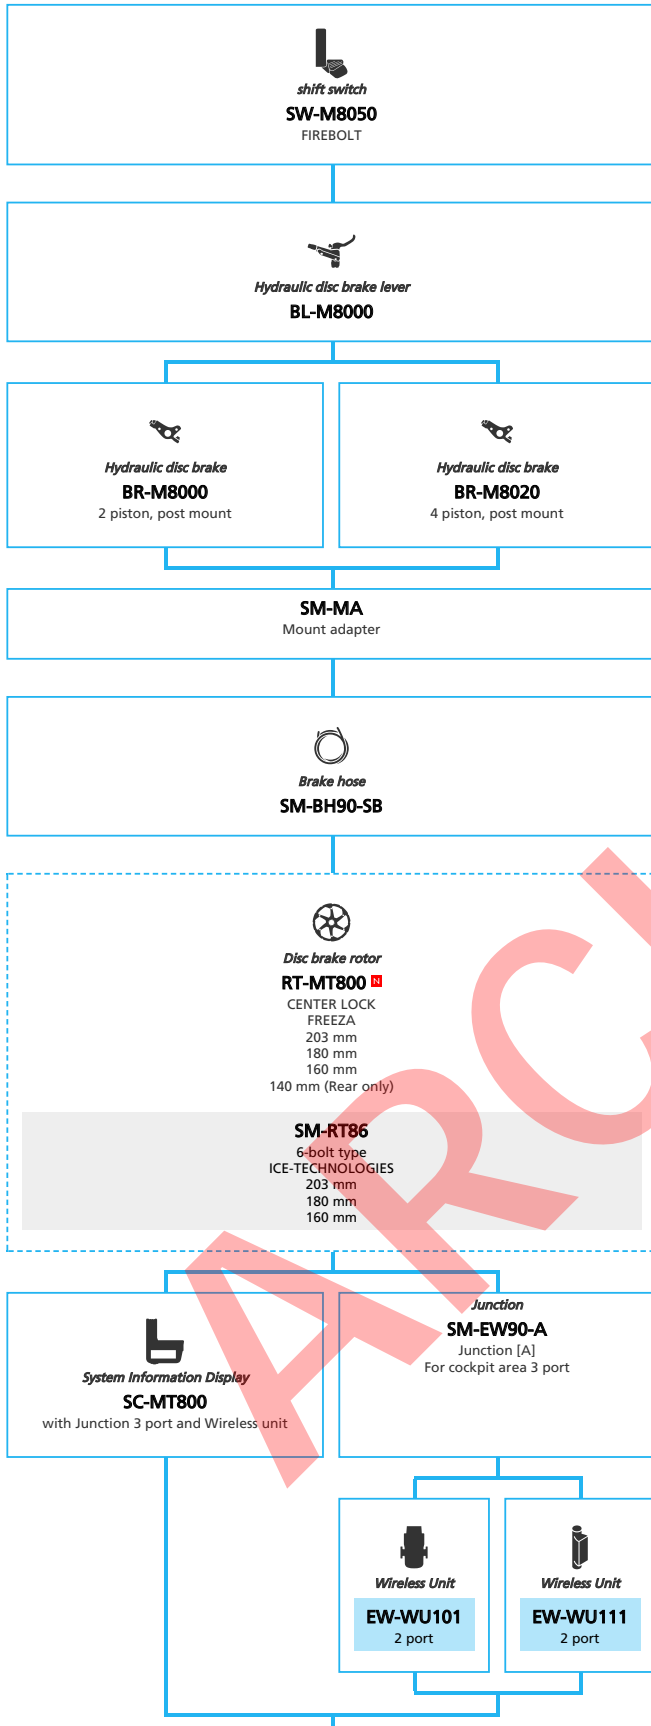 shift switch
SW-M8050
FIREBOLT
Hydraulic disc brake lever
BL-M8000
Hydraulic disc brake
BR-M8000
2 piston, post mount
Hydraulic disc brake
BR-M8020
4 piston, post mount
SM-MA
Mount adapter
Brake hose
SM-BH90-SB
Disc brake rotor
RT-MT800 N
CENTER LOCK
FREEZA
203 mm
180 mm
160 mm
140 mm (Rear only)
SM-RT86
6-bolt type
ICE-TECHNOLOGIES
203 mm
180 mm
160 mm
System Information Display
SC-MT800
with Junction 3 port and Wireless unit
Junction
SM-EW90-A
Junction [A]
For cockpit area 3 port
Wireless Unit
EW-WU101
2 port
Wireless Unit
EW-WU111
2 port